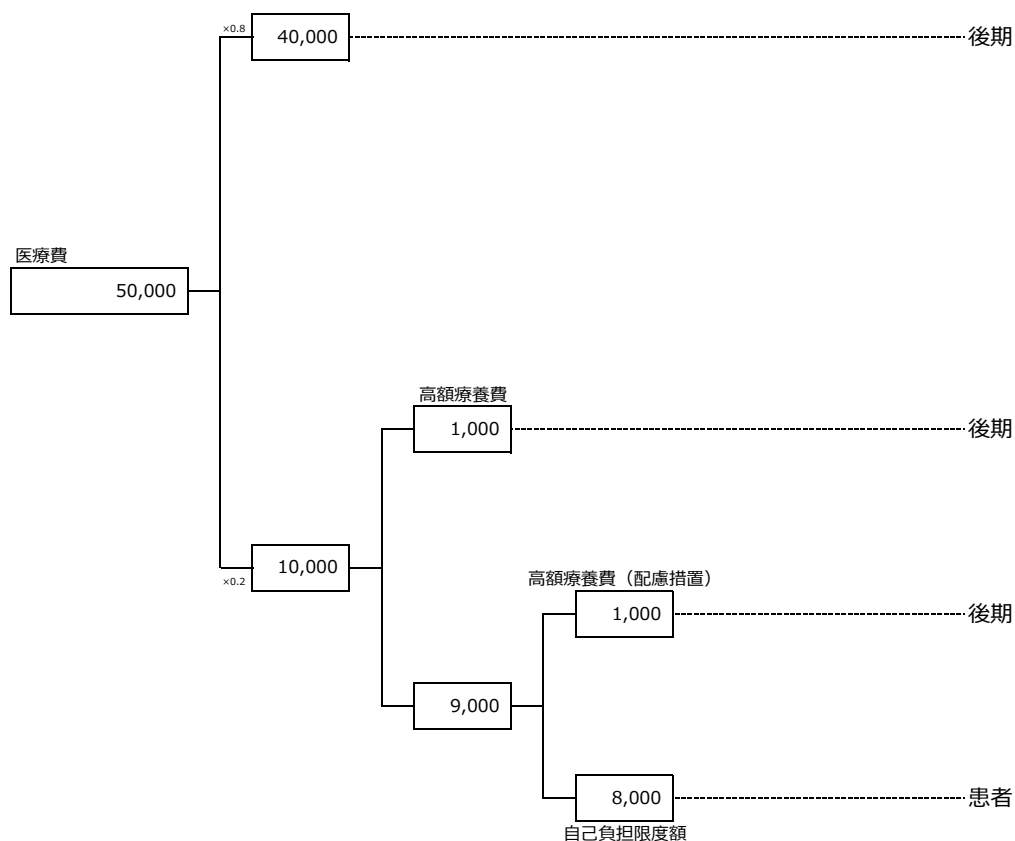 ×0.8
40,000
後期
医療費
50,000
高額療養費
1,000
後期
×0.2
10,000
高額療養費（配慮措置）
1,000
後期
9,000
8,000
患者
自己負担限度額